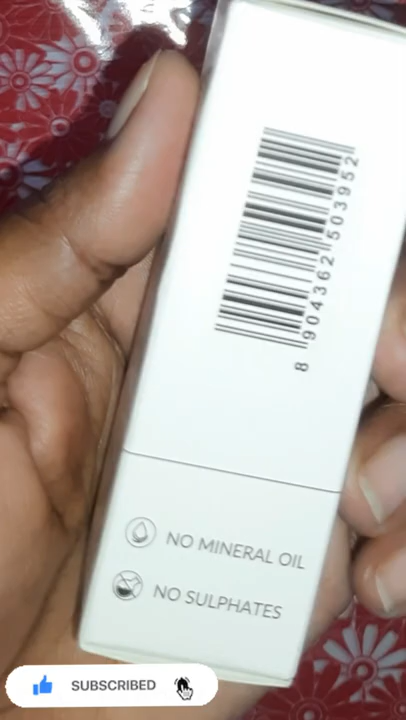 8 904362 503952
NO MINERAL OIL
NO SULPHATES
SUBSCRIBED